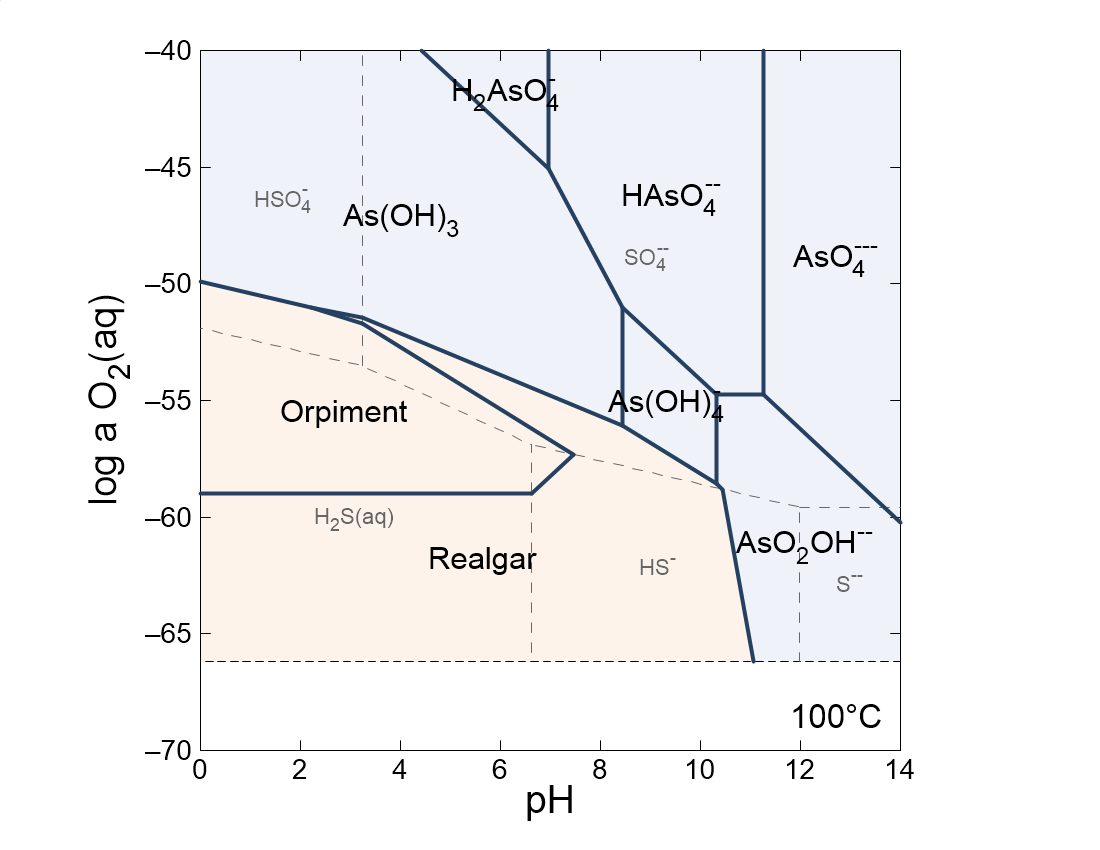 –40
H₂AsO₄⁻
–45
HAsO₄⁻⁻
HSO₄⁻
As(OH)₃
SO₄⁻⁻
AsO₄⁻⁻⁻
–50
log a O₂(aq)
–55
Orpiment
As(OH)₄⁻
–60
H₂S(aq)
AsO₂OH⁻⁻
Realgar
HS⁻
S⁻⁻
–65
100°C
–70
0 2 4 6 8 10 12 14
pH